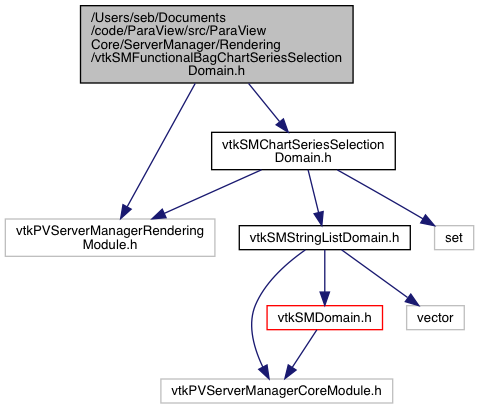 /Users/seb/Documents
/code/ParaView/src/ParaView
Core/ServerManager/Rendering
/vtkSMFunctionalBagChartSeriesSelection
Domain.h
vtkSMChartSeriesSelection
Domain.h
vtkPVServerManagerRendering
Module.h
vtkSMStringListDomain.h
set
vtkSMDomain.h
vector
vtkPVServerManagerCoreModule.h